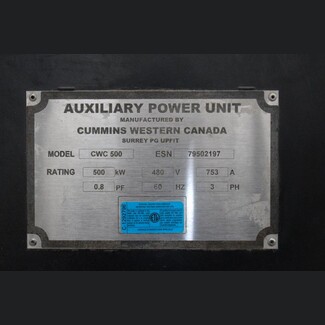 AUXILIARY POWER UNIT
MANUFACTURED BY
CUMMINS WESTERN CANADA
SURREY PG UPFIT
MODEL CWC 500 ESN 79502197
RATING 500 kW 480 V 753 A
0.8 PF 60 HZ 3 PH